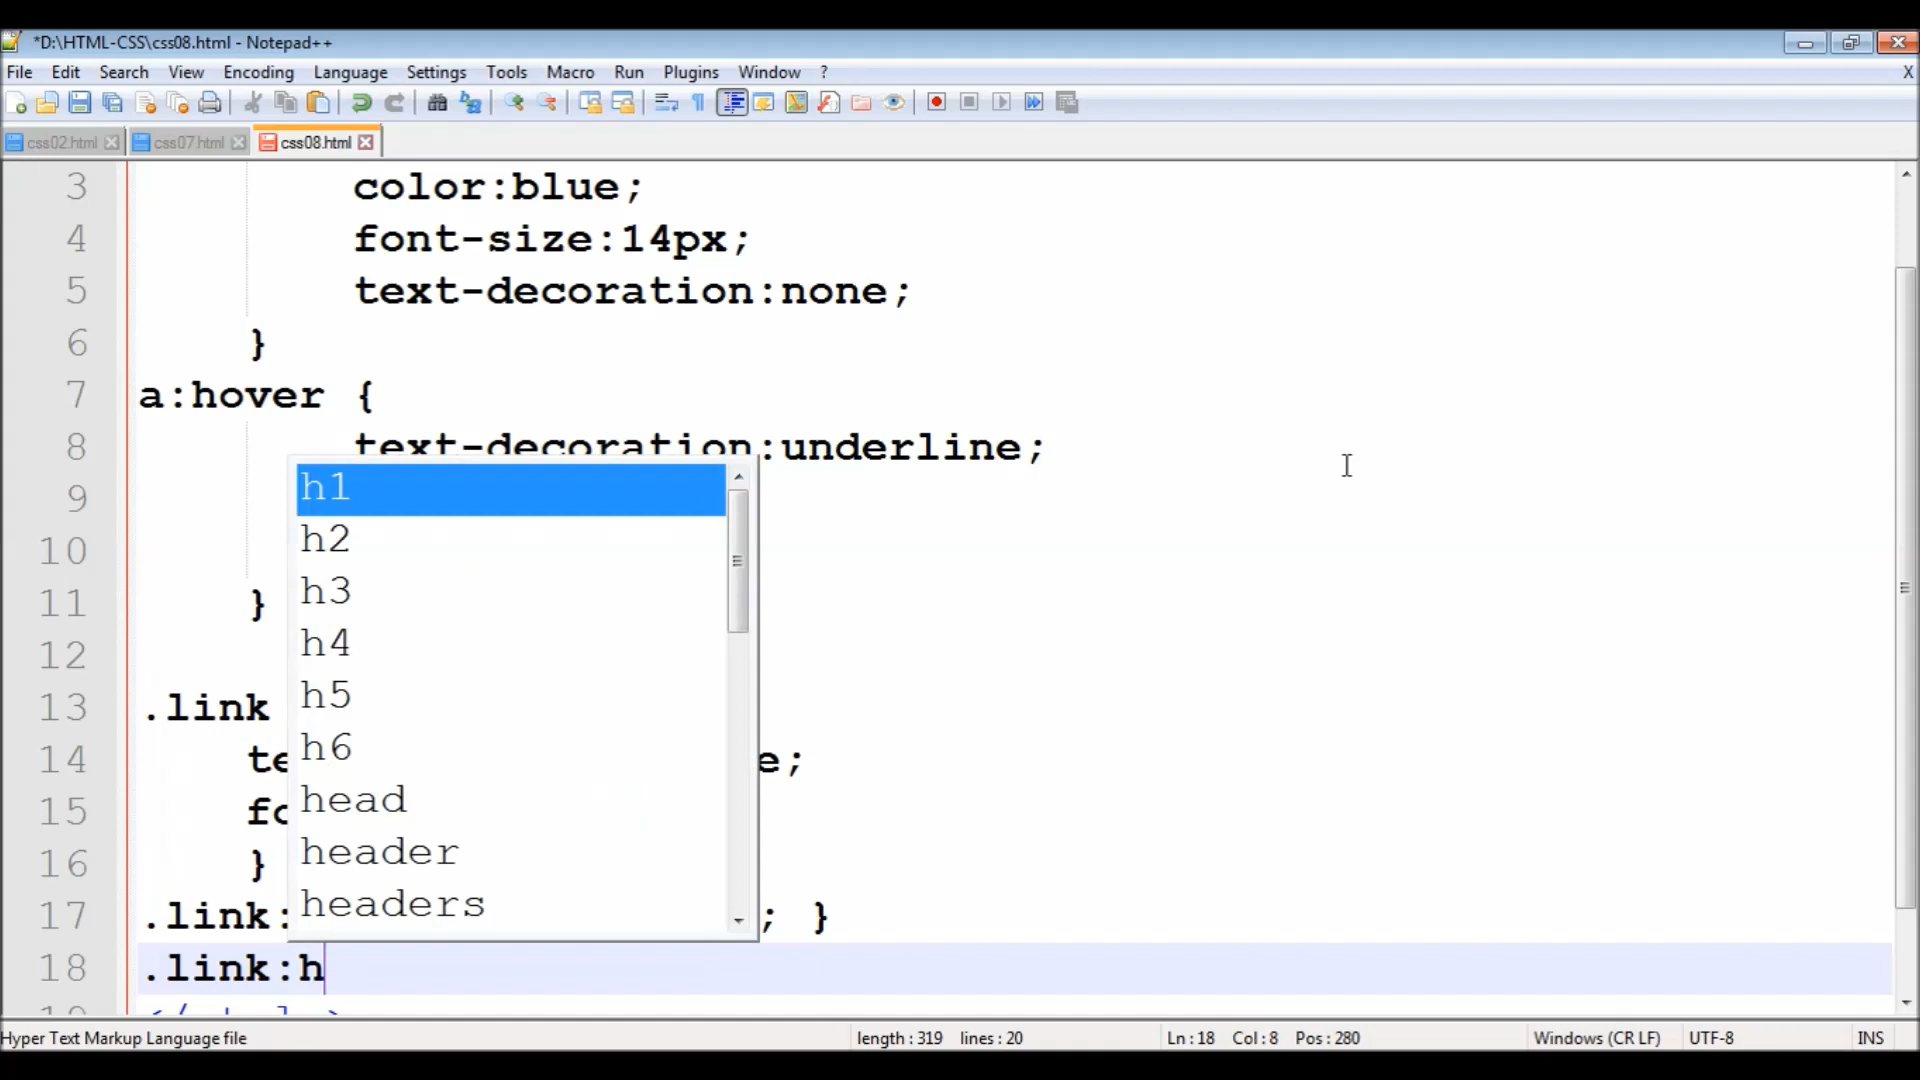 *D:\HTML-CSS\css08.html - Notepad++
File Edit Search View Encoding Language Settings Tools Macro Run Plugins Window ? X
css02.html css07.html css08.html
3 color:blue;
4 font-size:14px;
5 text-decoration:none;
6 }
7 a:hover {
8 text-decoration:underline;
9
10
11 }
12
13 .link
14 te e;
15 fo
16 }
17 .link: ; }
18 .link:h
h1
h2
h3
h4
h5
h6
head
header
headers
Hyper Text Markup Language file length : 319 lines : 20 Ln : 18 Col : 8 Pos : 280 Windows (CR LF) UTF-8 INS